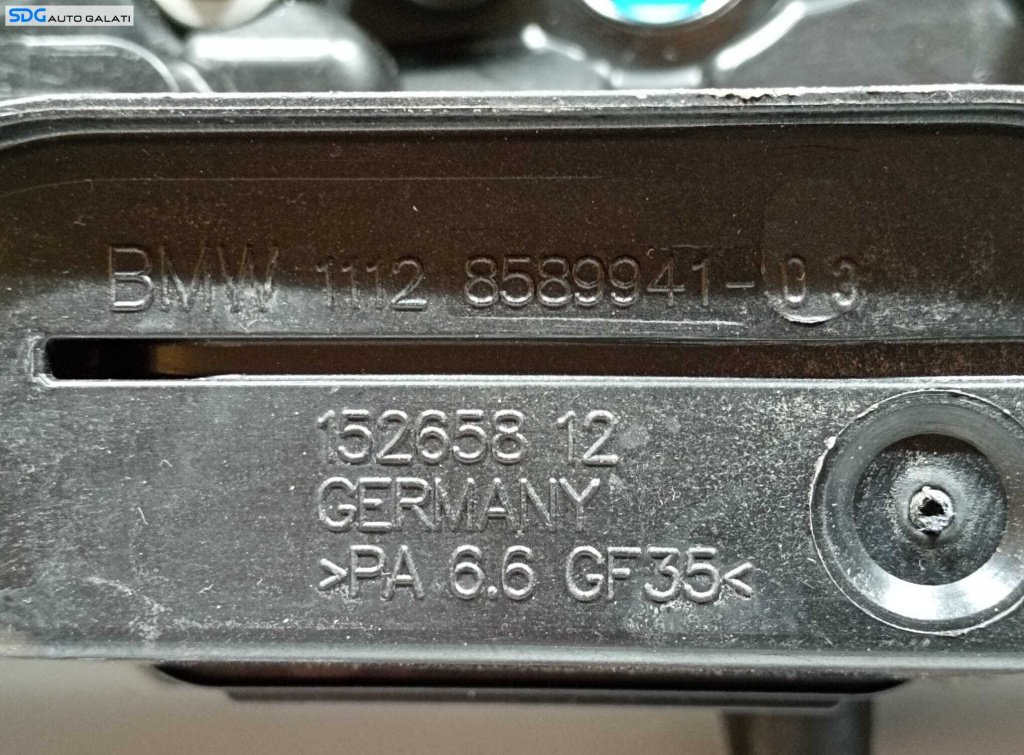 SDG AUTO GALATI
BMW 1112 8589941-03
152658 12
GERMANY
>PA 6.6 GF35<